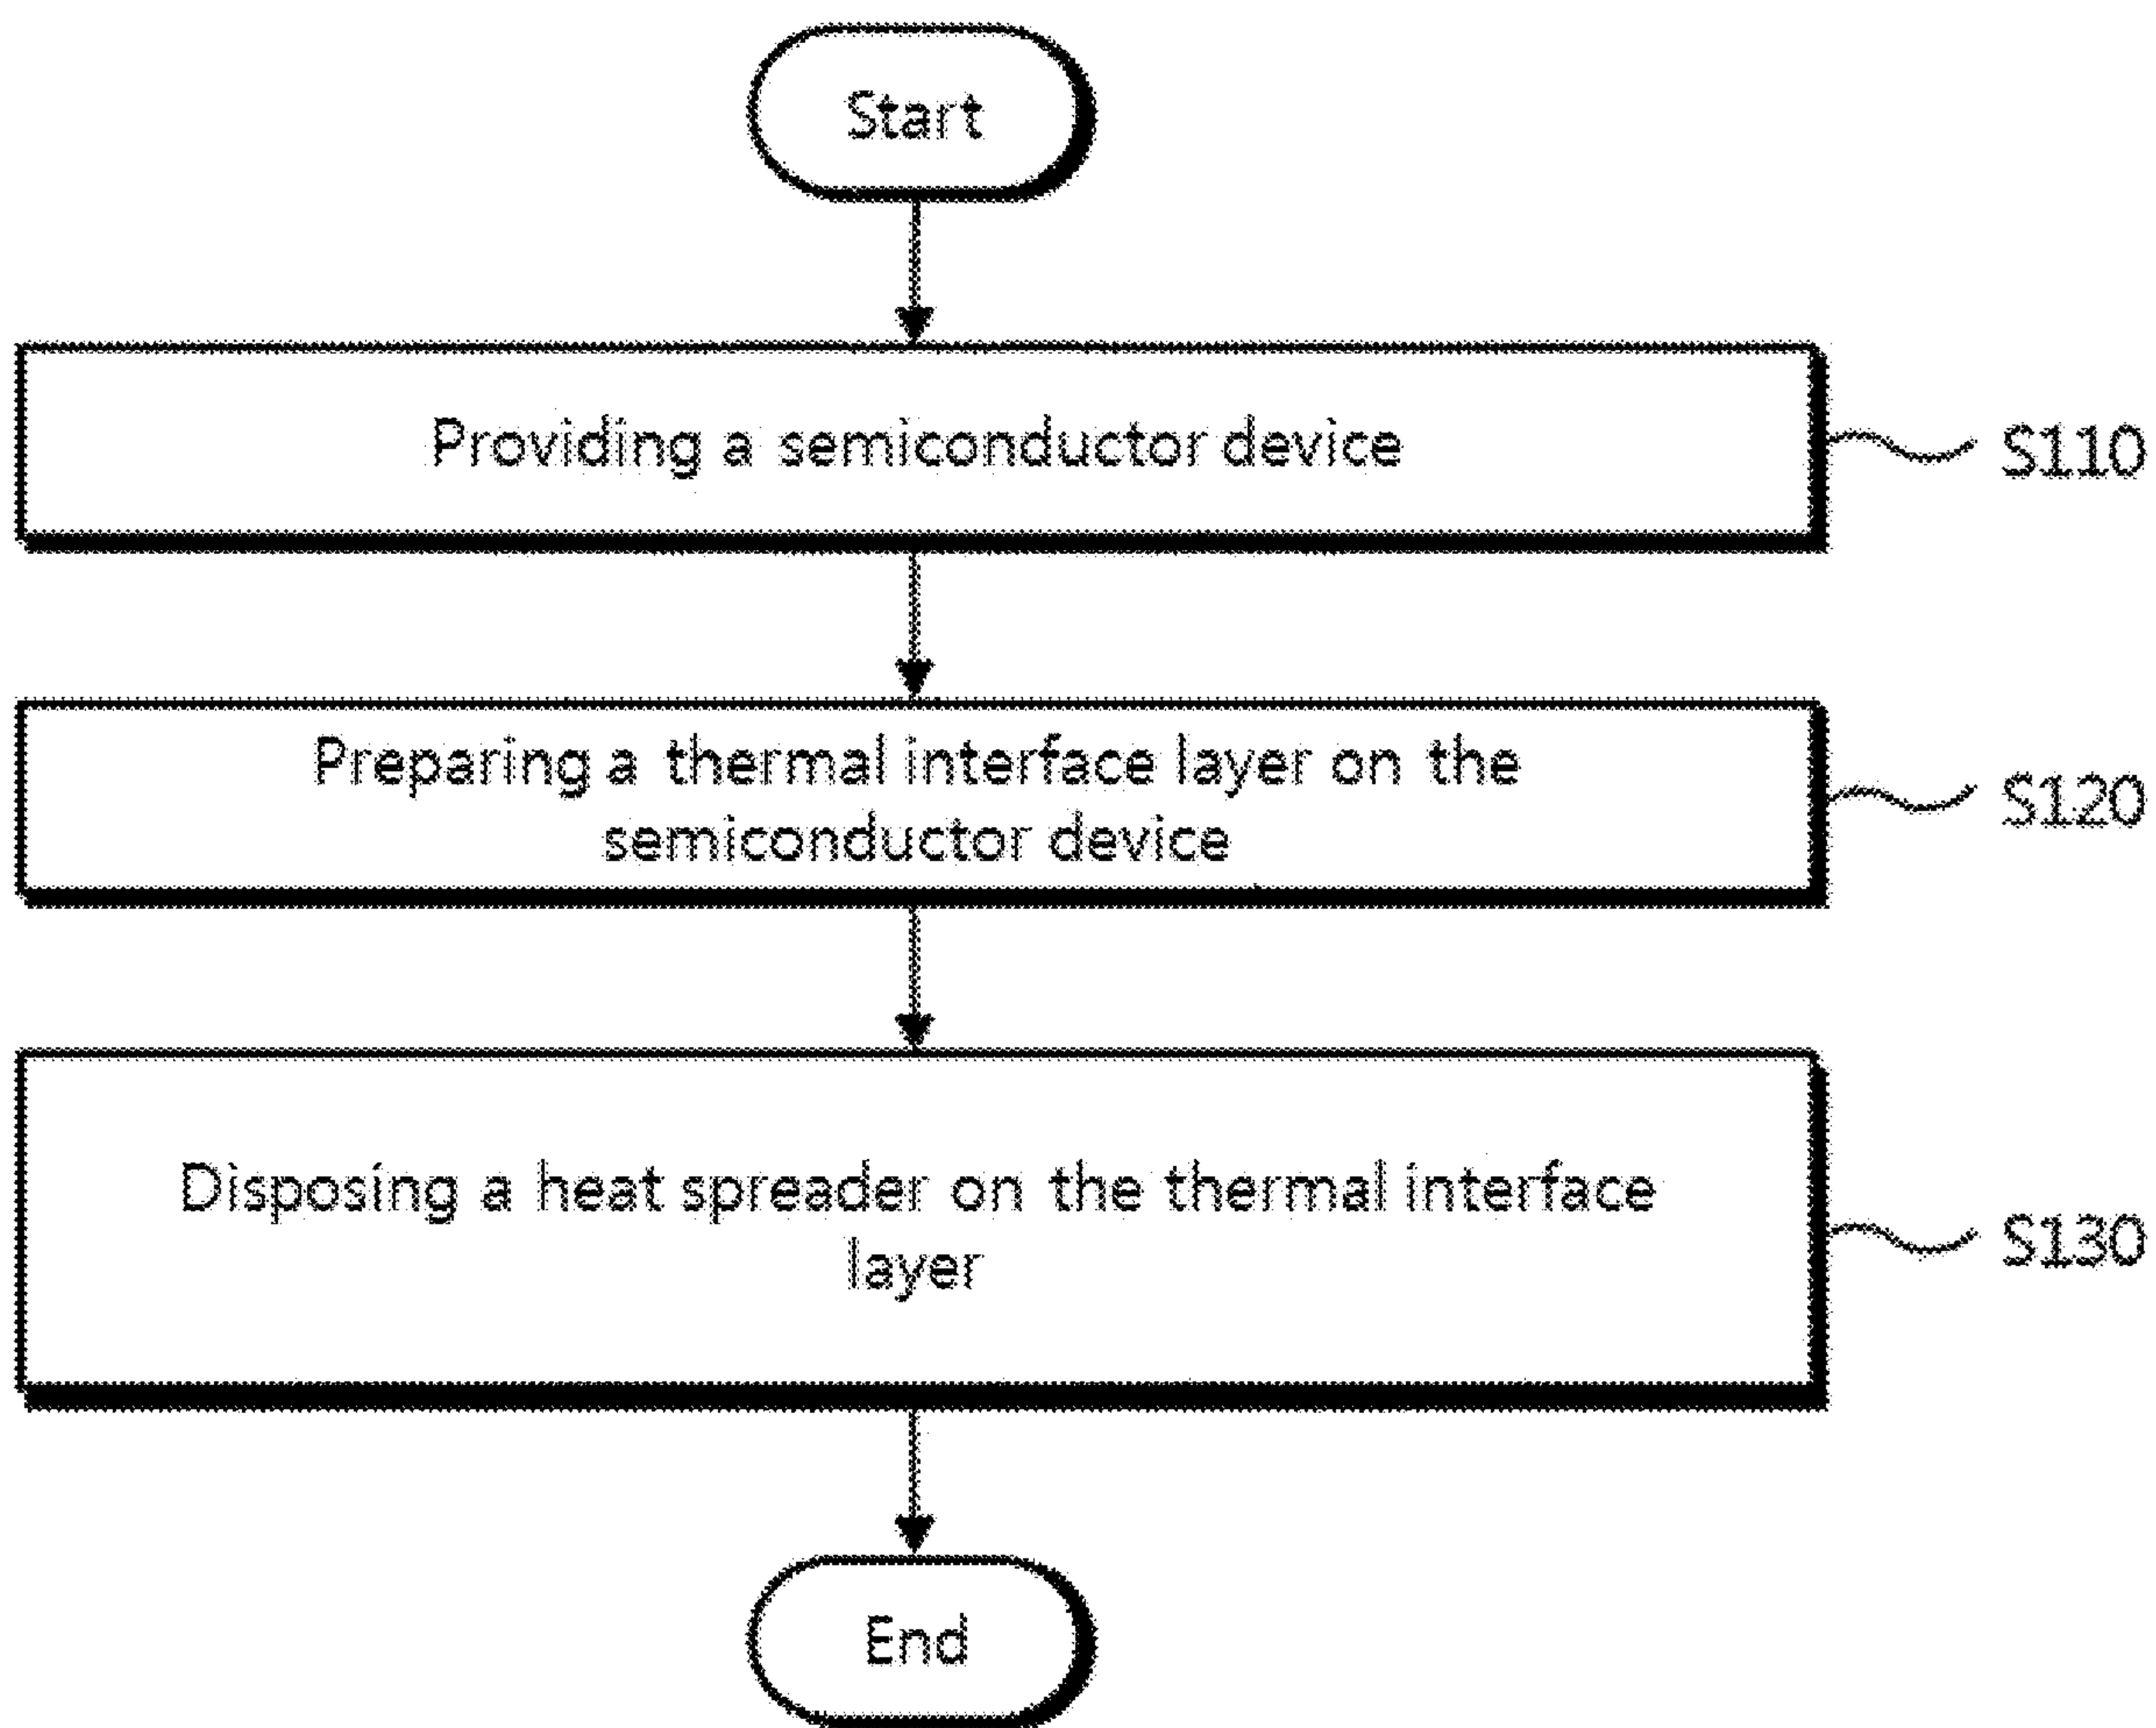 Start
Providing a semiconductor device
S110
Preparing a thermal interface layer on the
semiconductor device
S120
Disposing a heat spreader on the thermal interface
layer
S130
End